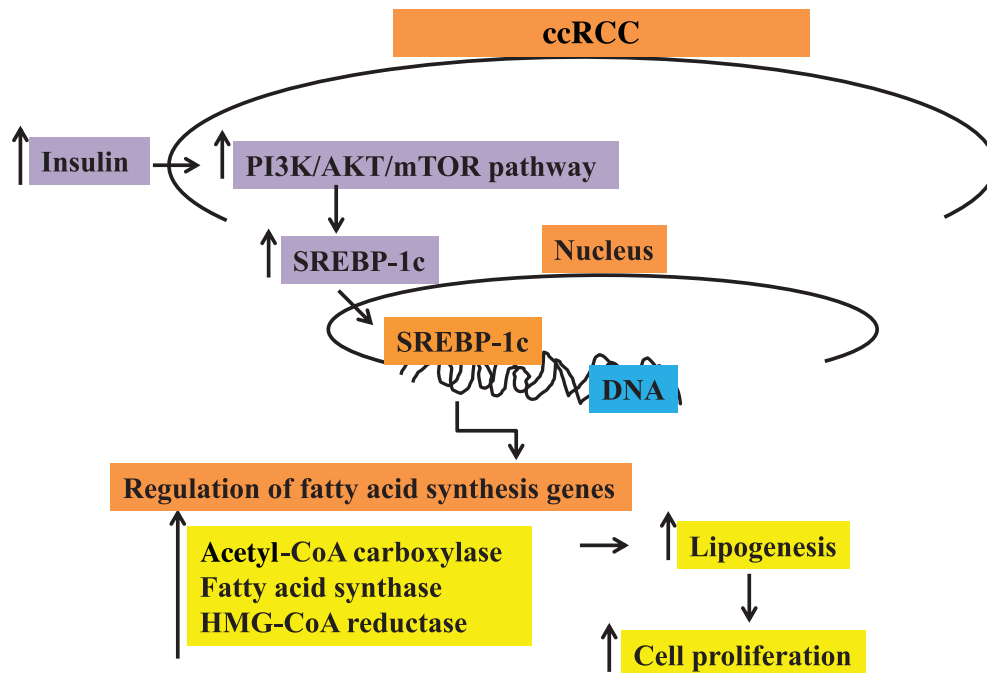 ccRCC
Insulin
PI3K/AKT/mTOR pathway
SREBP-1c
Nucleus
SREBP-1c
DNA
Regulation of fatty acid synthesis genes
Acetyl-CoA carboxylase
Fatty acid synthase
HMG-CoA reductase
Lipogenesis
Cell proliferation